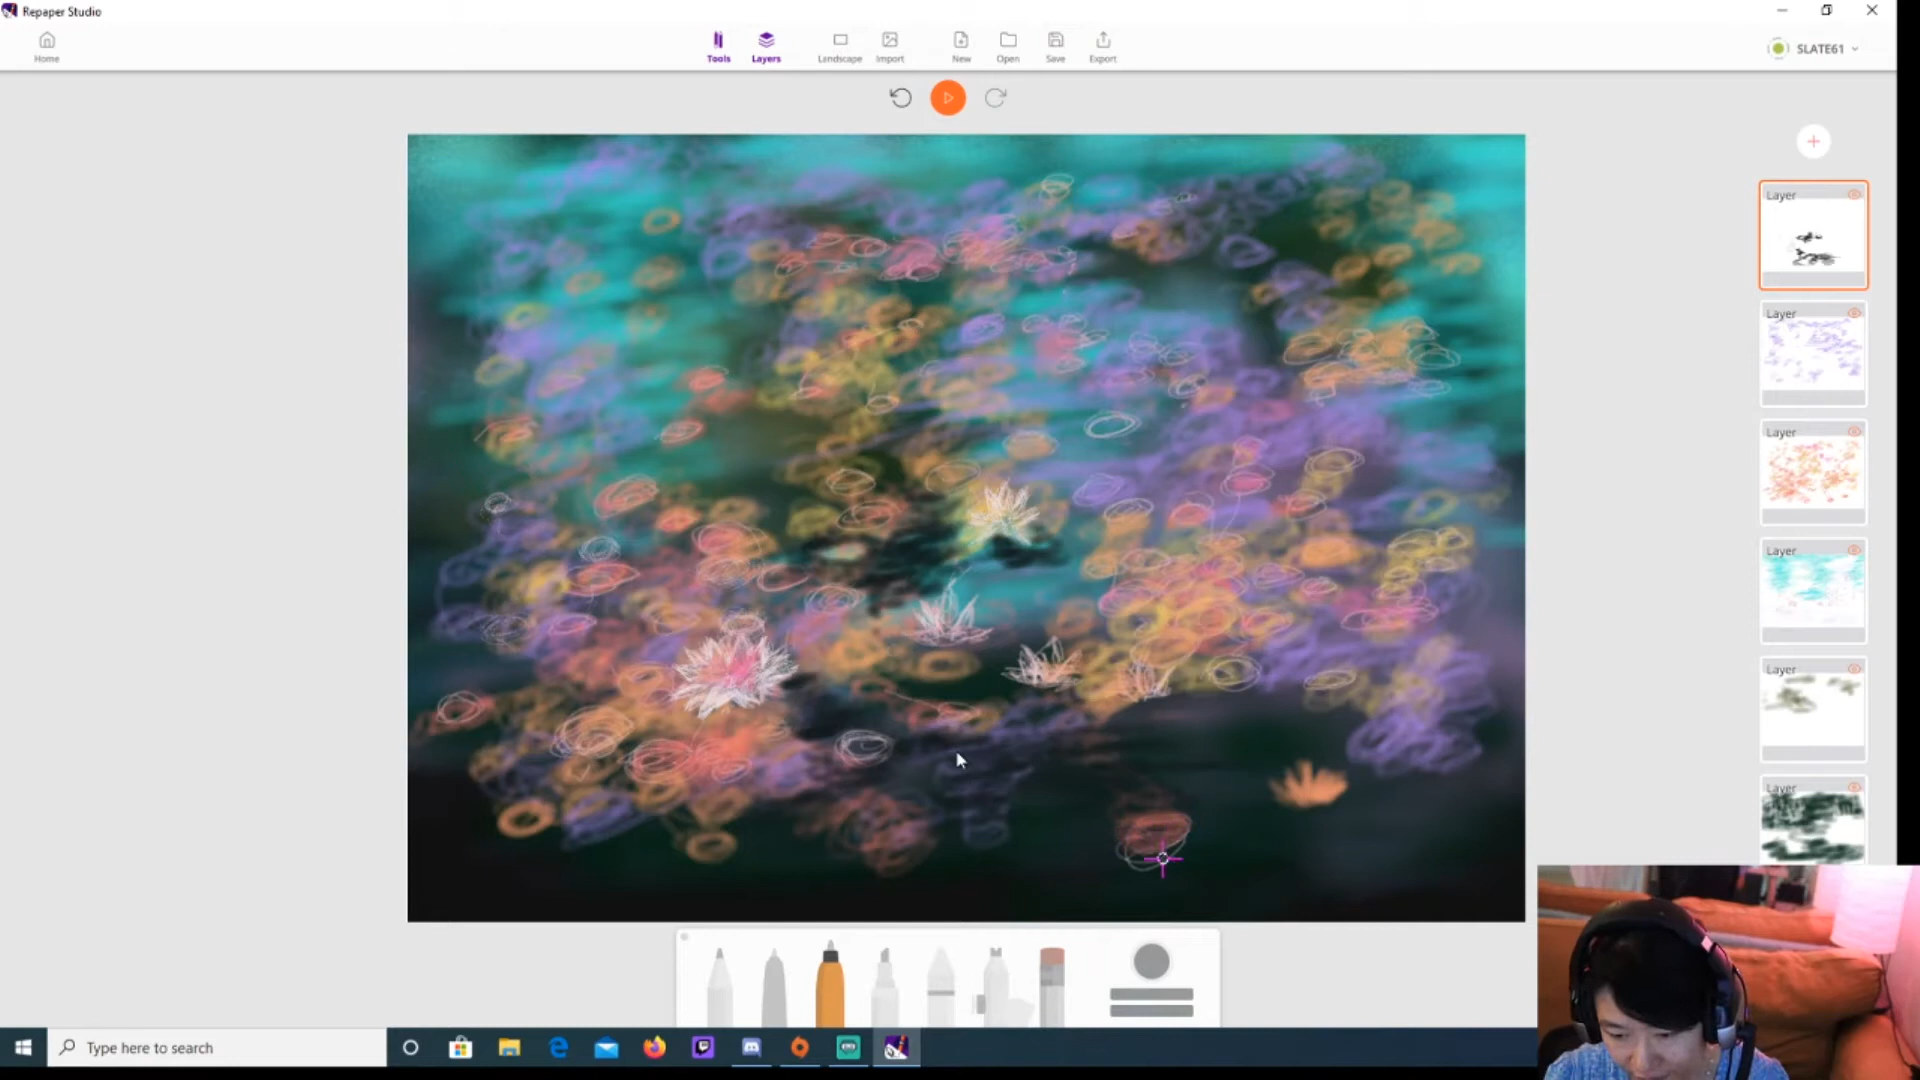 Repaper Studio
Home
Tools
Layers
Landscape
Import
New
Open
Save
Export
SLATE61
Layer
Layer
Layer
Layer
Layer
Layer
Type here to search